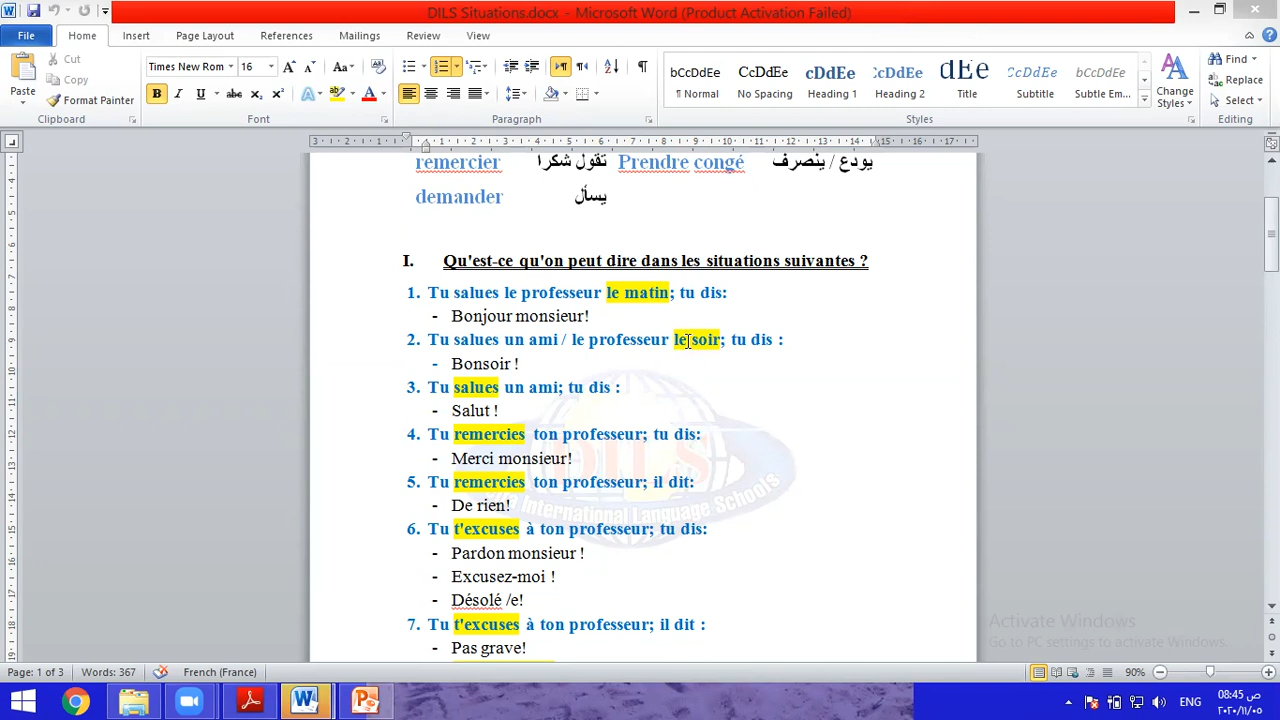 DILS Situations.docx - Microsoft Word (Product Activation Failed)
File Home Insert Page Layout References Mailings Review View
Cut
Copy
Format Painter
Paste
Clipboard
Times New Rom 16
Font
Paragraph
AaBbCcDdEe
¶ Normal No Spacing Heading 1 Heading 2 Title Subtitle Subtle Em...
Styles
Change Styles
Find
Replace
Select
Editing
remercier تقول شكرا Prendre congé يودع / ينصرف
demander يسأل
I. Qu'est-ce qu'on peut dire dans les situations suivantes ?
1. Tu salues le professeur le matin; tu dis:
- Bonjour monsieur!
2. Tu salues un ami / le professeur le soir; tu dis :
- Bonsoir !
3. Tu salues un ami; tu dis :
- Salut !
4. Tu remercies ton professeur; tu dis:
- Merci monsieur!
5. Tu remercies ton professeur; il dit:
- De rien!
6. Tu t'excuses à ton professeur; tu dis:
- Pardon monsieur !
- Excusez-moi !
- Désolé /e!
7. Tu t'excuses à ton professeur; il dit :
- Pas grave!
DILS
International Language Schools
Activate Windows
Go to PC settings to activate Windows.
Page: 1 of 3 Words: 367 French (France) 90%
ENG
08:45 ص
٢٠٢٠/١١/٠٥